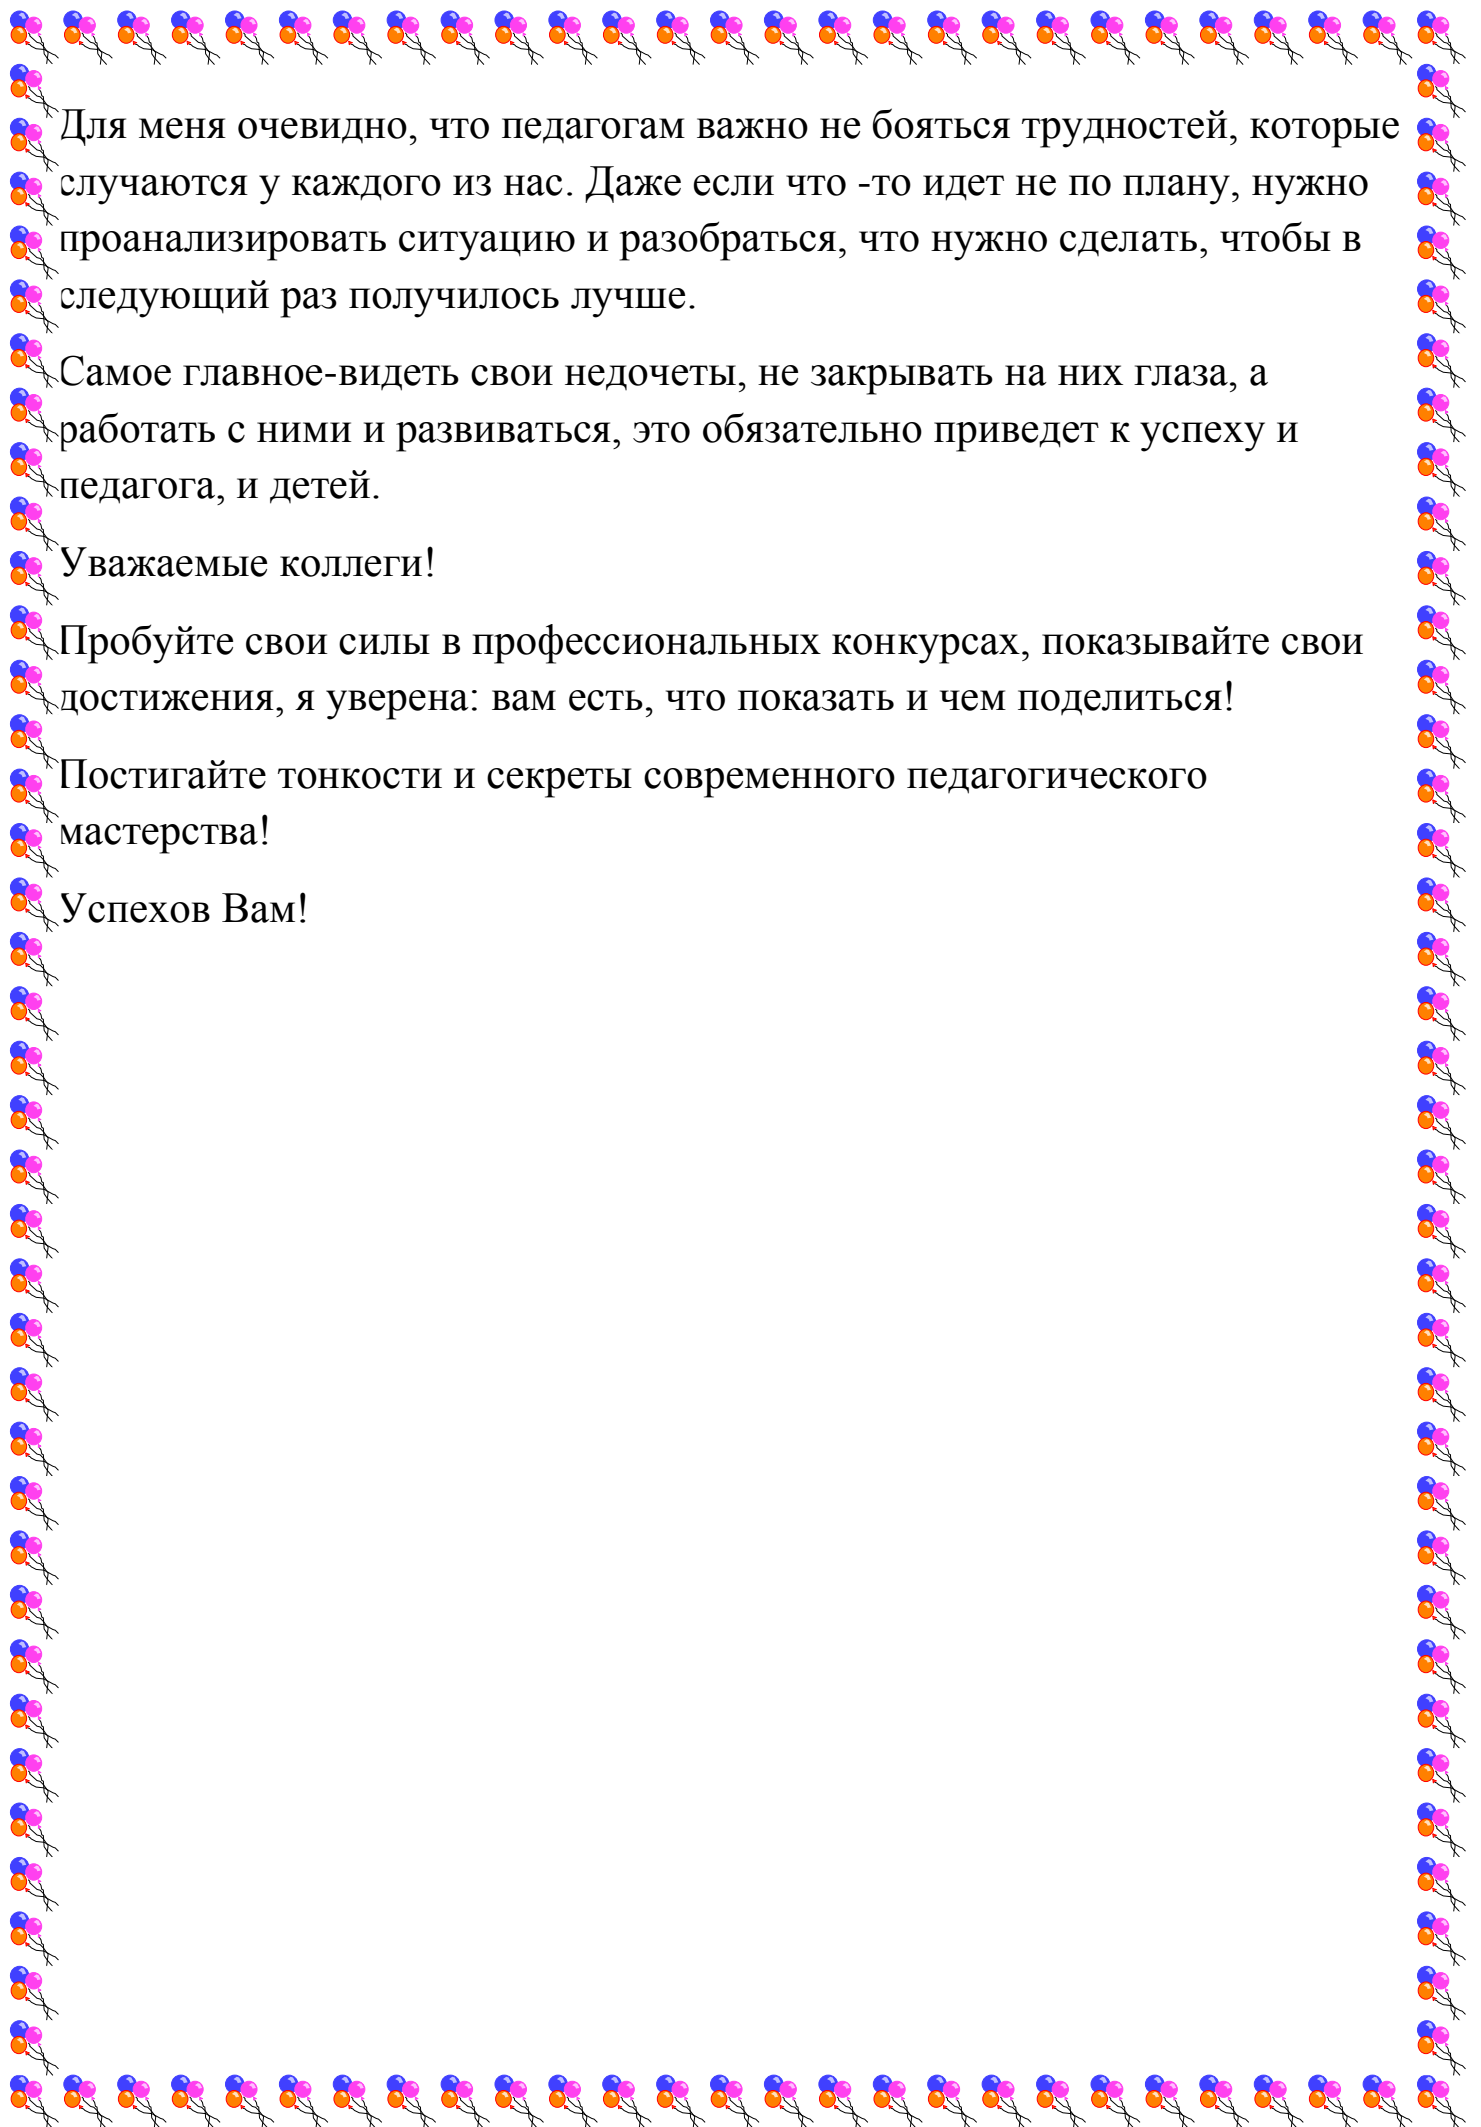 Для меня очевидно, что педагогам важно не бояться трудностей, которые
случаются у каждого из нас. Даже если что -то идет не по плану, нужно
проанализировать ситуацию и разобраться, что нужно сделать, чтобы в
следующий раз получилось лучше.
Самое главное-видеть свои недочеты, не закрывать на них глаза, а
работать с ними и развиваться, это обязательно приведет к успеху и
педагога, и детей.
Уважаемые коллеги!
Пробуйте свои силы в профессиональных конкурсах, показывайте свои
достижения, я уверена: вам есть, что показать и чем поделиться!
Постигайте тонкости и секреты современного педагогического
мастерства!
Успехов Вам!